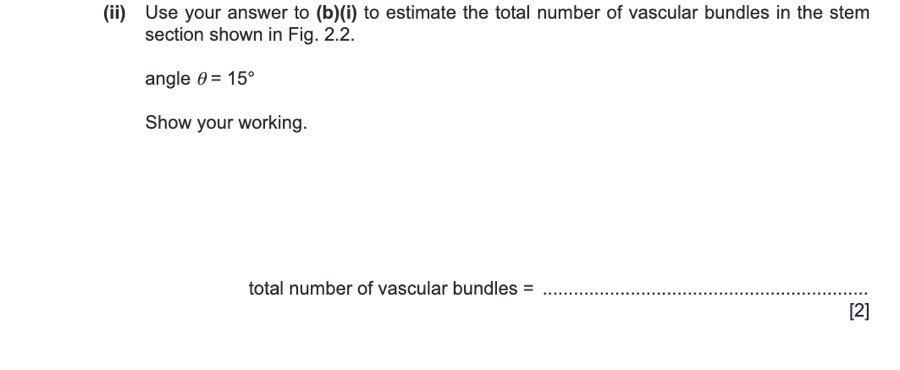 (ii) Use your answer to (b)(i) to estimate the total number of vascular bundles in the stem
section shown in Fig. 2.2.
angle θ = 15°
Show your working.
total number of vascular bundles = ................................................................
[2]